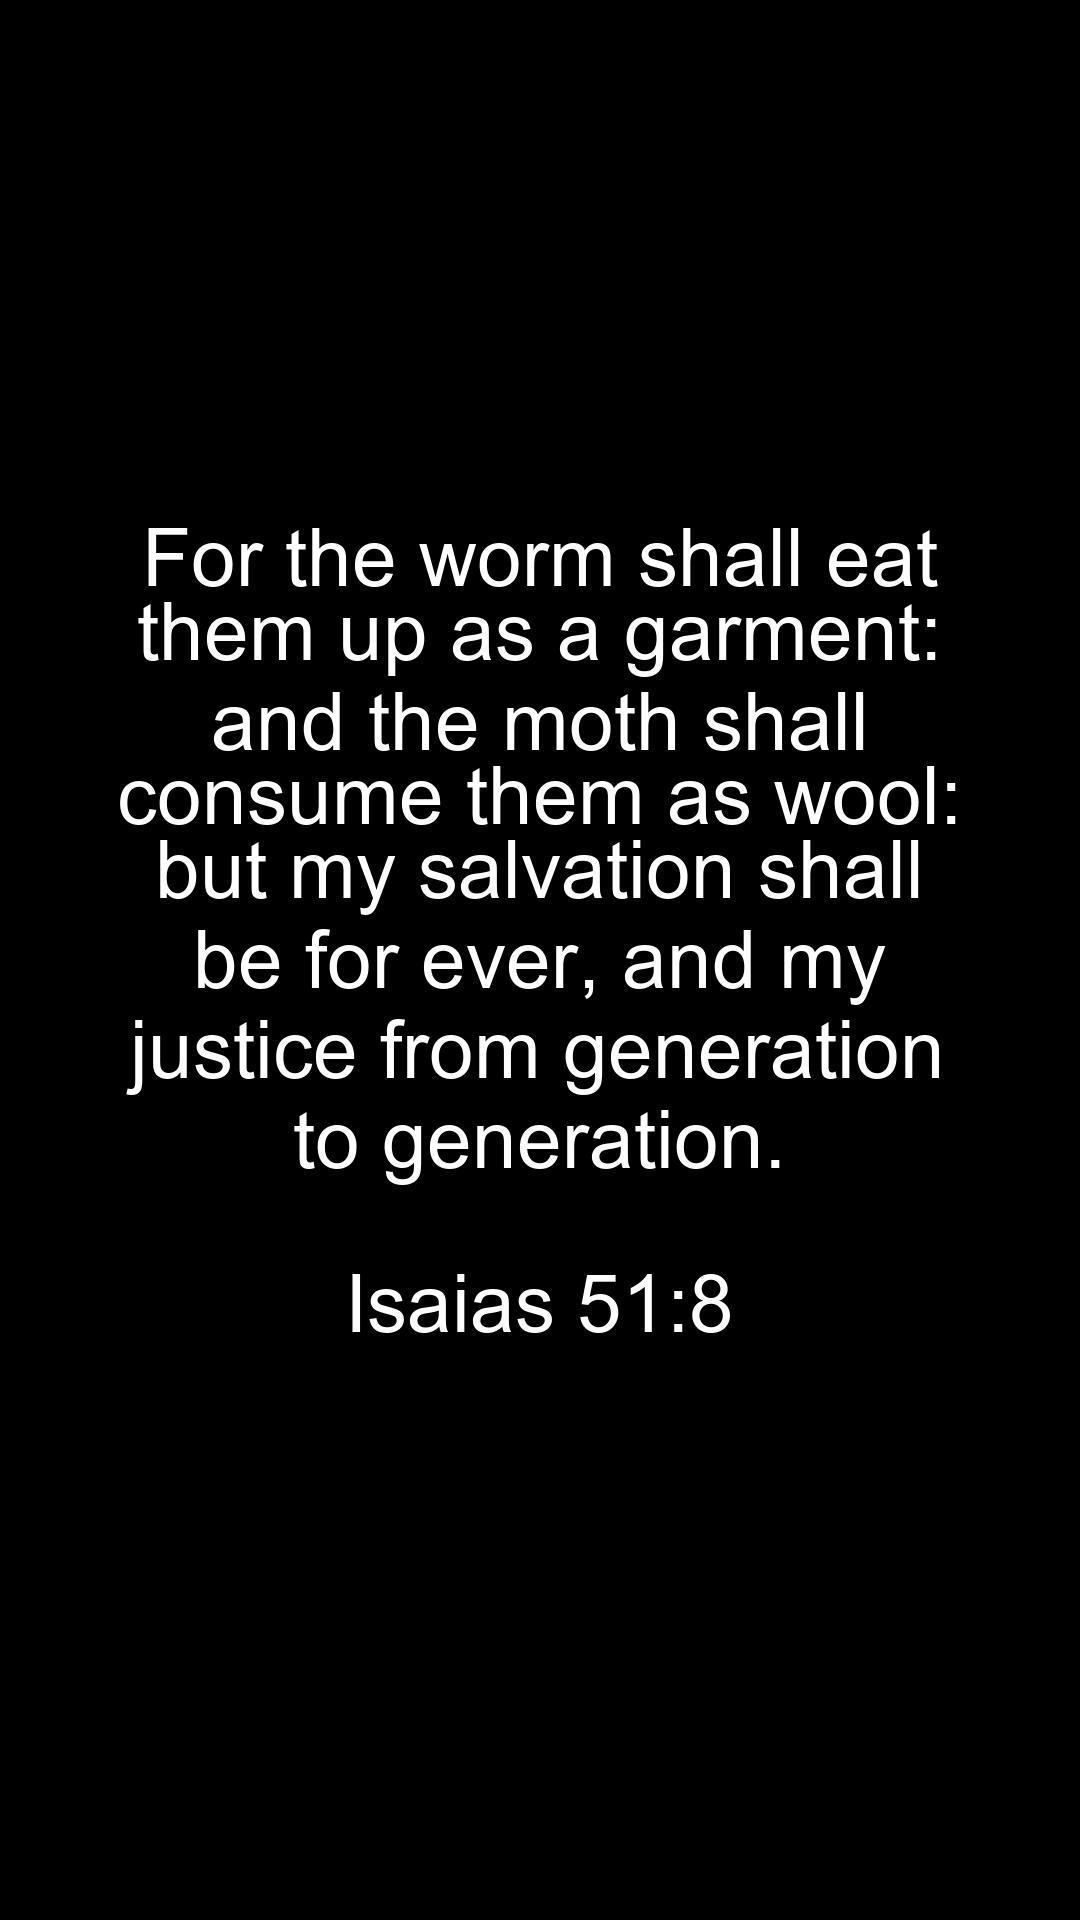 For the worm shall eat
them up as a garment:
and the moth shall
consume them as wool:
but my salvation shall
be for ever, and my
justice from generation
to generation.
Isaias 51:8